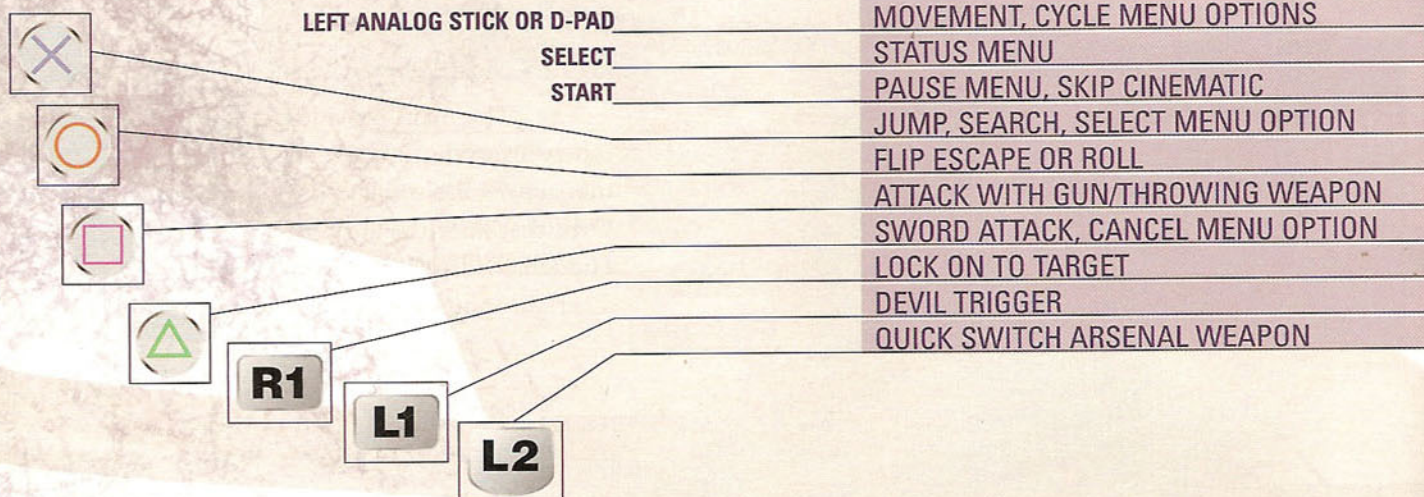 LEFT ANALOG STICK OR D-PAD MOVEMENT, CYCLE MENU OPTIONS
SELECT STATUS MENU
START PAUSE MENU, SKIP CINEMATIC
JUMP, SEARCH, SELECT MENU OPTION
FLIP ESCAPE OR ROLL
ATTACK WITH GUN/THROWING WEAPON
SWORD ATTACK, CANCEL MENU OPTION
R1 LOCK ON TO TARGET
L1 DEVIL TRIGGER
L2 QUICK SWITCH ARSENAL WEAPON